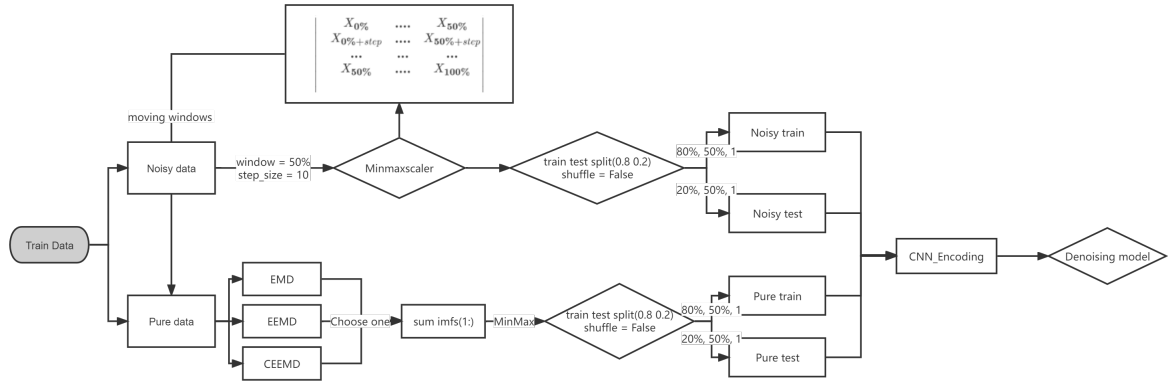 X0% .... X50%
X0%+step .... X50%+step
... ... ...
X50% .... X100%
moving windows
Noisy data
window = 50%
step_size = 10
Minmaxscaler
train test split(0.8 0.2)
shuffle = False
80%, 50%, 1
20%, 50%, 1
Noisy train
Noisy test
Train Data
Pure data
EMD
EEMD
CEEMD
Choose one
sum imfs(1:)
MinMax
train test split(0.8 0.2)
shuffle = False
80%, 50%, 1
20%, 50%, 1
Pure train
Pure test
CNN_Encoding
Denoising model